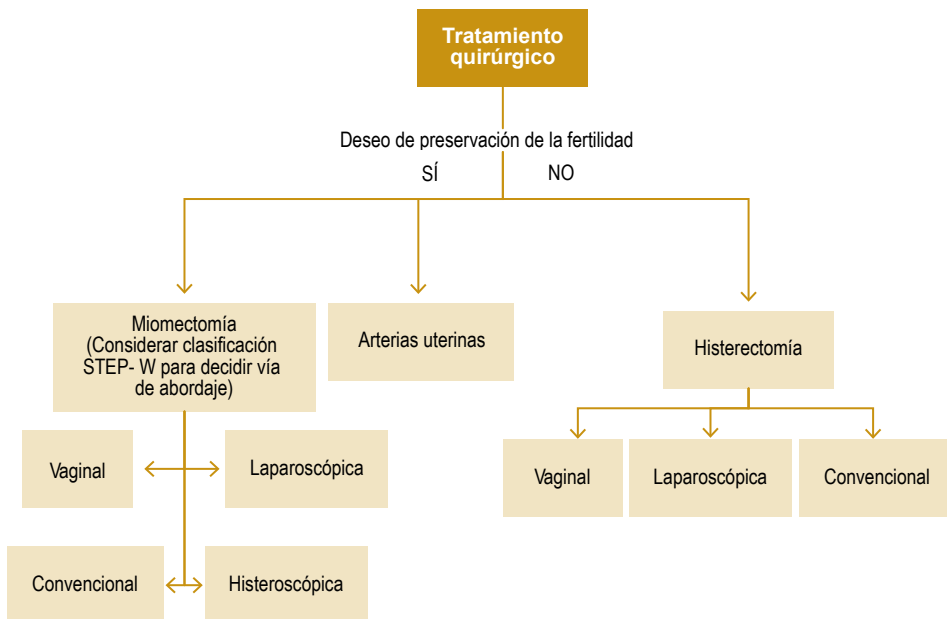 Tratamiento
quirúrgico
Deseo de preservación de la fertilidad
SÍ NO
Miomectomía
(Considerar clasificación
STEP- W para decidir vía
de abordaje)
Arterias uterinas
Histerectomía
Vaginal
Laparoscópica
Convencional
Histeroscópica
Vaginal
Laparoscópica
Convencional